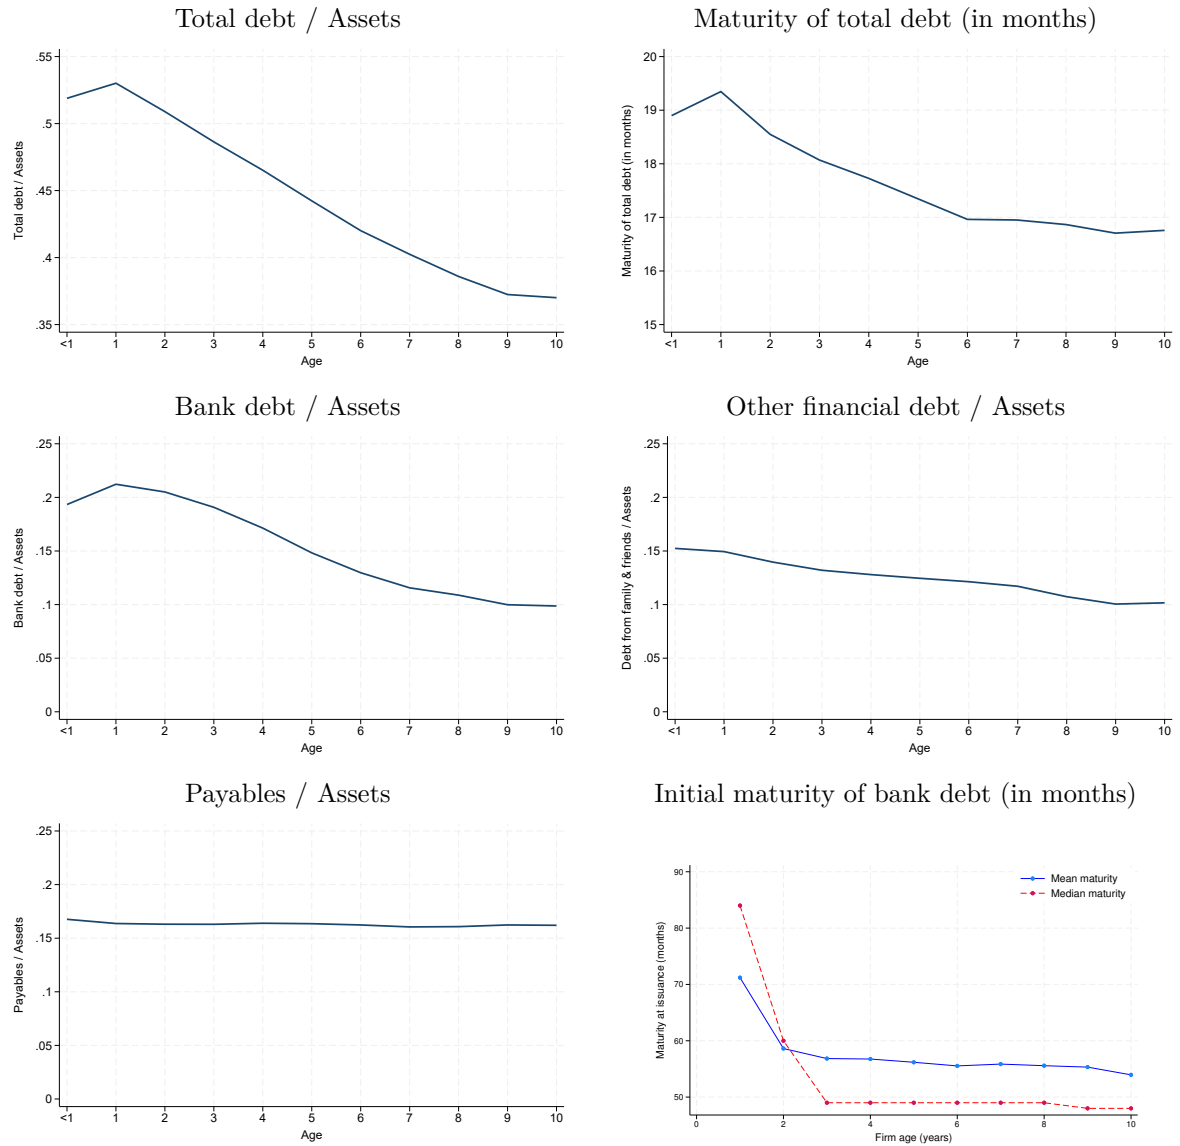 Total debt / Assets
Total debt / Assets
.55
.5
.45
.4
.35
<1 1 2 3 4 5 6 7 8 9 10
Age
Maturity of total debt (in months)
Maturity of total debt (in months)
20
19
18
17
16
15
<1 1 2 3 4 5 6 7 8 9 10
Age
Bank debt / Assets
Bank debt / Assets
.25
.2
.15
.1
.05
0
<1 1 2 3 4 5 6 7 8 9 10
Age
Other financial debt / Assets
Debt from family & friends / Assets
.25
.2
.15
.1
.05
0
<1 1 2 3 4 5 6 7 8 9 10
Age
Payables / Assets
Payables / Assets
.25
.2
.15
.1
.05
0
<1 1 2 3 4 5 6 7 8 9 10
Age
Initial maturity of bank debt (in months)
Maturity at issuance (months)
90
80
70
60
50
Mean maturity
Median maturity
0 2 4 6 8 10
Firm age (years)